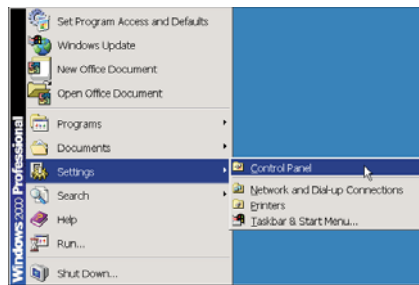 Set Program Access and Defaults
Windows Update
New Office Document
Open Office Document
Programs
Documents
Settings
Search
Help
Run...
Shut Down...
Control Panel
Network and Dial-up Connections
Printers
Taskbar & Start Menu...
Windows 2000 Professional